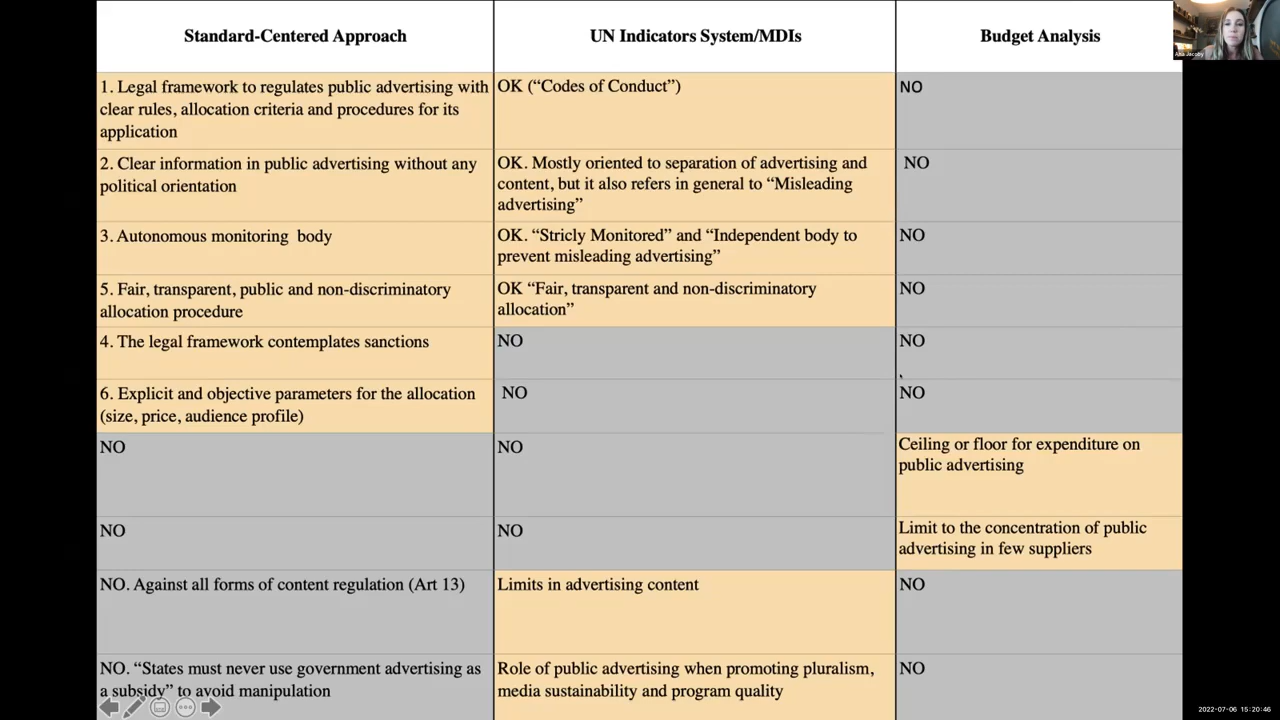 Standard-Centered Approach
UN Indicators System/MDIs
Budget Analysis
Ana Jacoby
1. Legal framework to regulates public advertising with
clear rules, allocation criteria and procedures for its
application
OK (“Codes of Conduct”)
NO
2. Clear information in public advertising without any
political orientation
OK. Mostly oriented to separation of advertising and
content, but it also refers in general to “Misleading
advertising”
NO
3. Autonomous monitoring body
OK. “Stricly Monitored” and “Independent body to
prevent misleading advertising”
NO
5. Fair, transparent, public and non-discriminatory
allocation procedure
OK “Fair, transparent and non-discriminatory
allocation”
NO
4. The legal framework contemplates sanctions
NO
NO
,
6. Explicit and objective parameters for the allocation
(size, price, audience profile)
NO
NO
NO
NO
Ceiling or floor for expenditure on
public advertising
NO
NO
Limit to the concentration of public
advertising in few suppliers
NO. Against all forms of content regulation (Art 13)
Limits in advertising content
NO
NO. “States must never use government advertising as
a subsidy” to avoid manipulation
Role of public advertising when promoting pluralism,
media sustainability and program quality
NO
2022-07-06 15:20:46